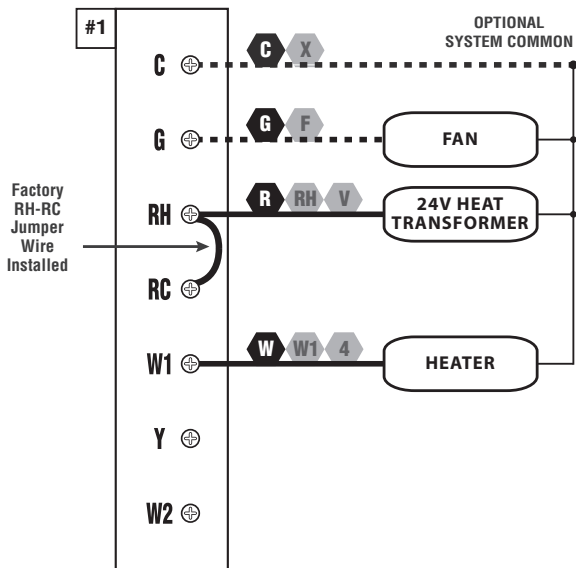 #1
OPTIONAL
SYSTEM COMMON
C
C X
G
G F
FAN
Factory
RH-RC
Jumper
Wire
Installed
RH
R RH V
24V HEAT
TRANSFORMER
RC
W1
W W1 4
HEATER
Y
W2